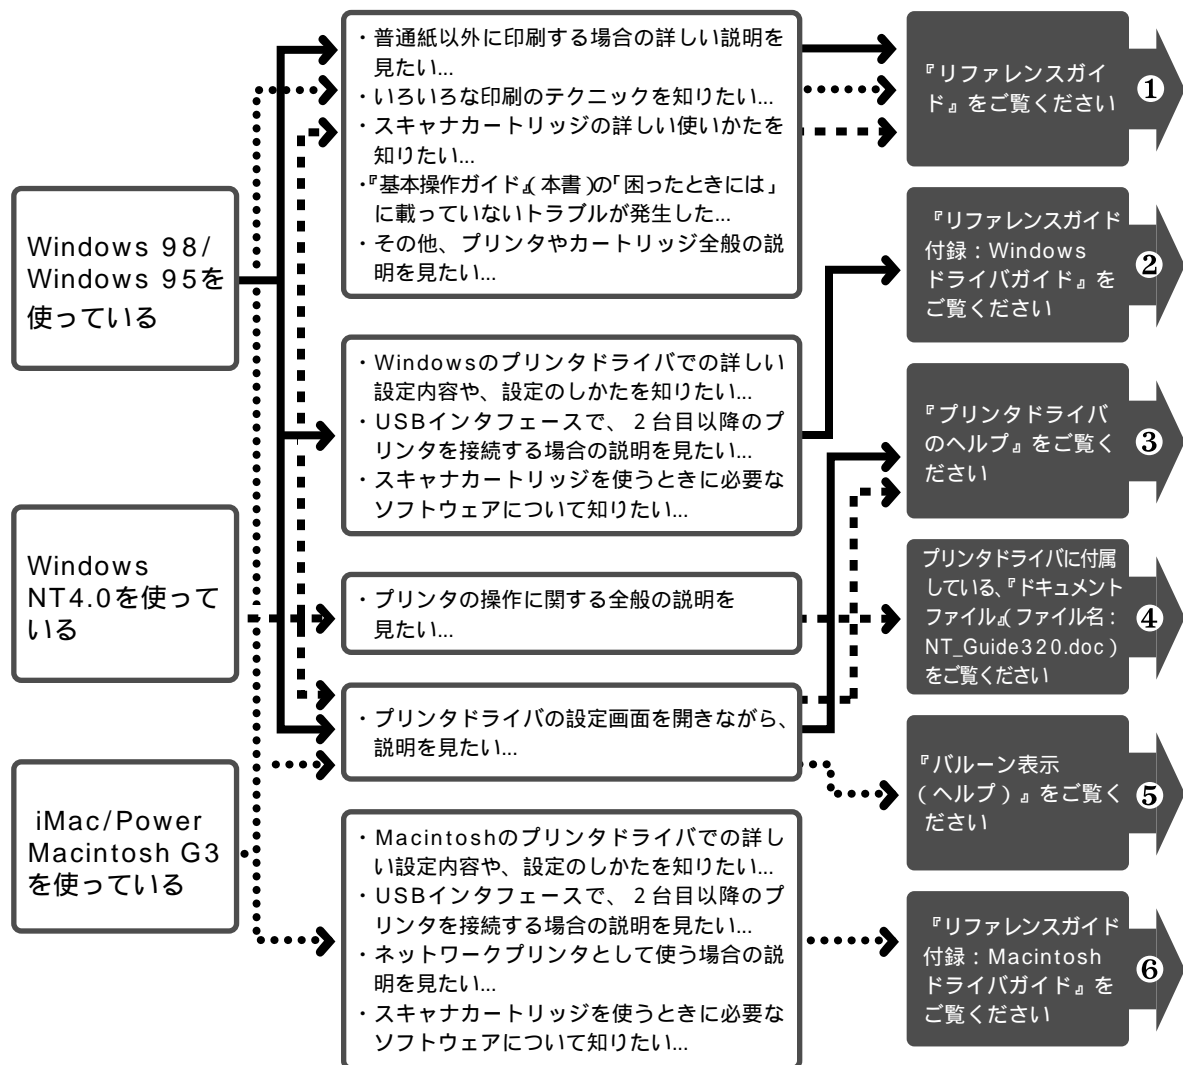 Windows 98/
Windows 95を
使っている
Windows
NT4.0を使って
いる
iMac/Power
Macintosh G3
を使っている
・普通紙以外に印刷する場合の詳しい説明を
見たい...
・いろいろな印刷のテクニックを知りたい...
・スキャナカートリッジの詳しい使いかたを
知りたい...
・『基本操作ガイド』(本書)の「困ったときには」
に載っていないトラブルが発生した...
・その他、プリンタやカートリッジ全般の説
明を見たい...
・Windowsのプリンタドライバでの詳しい
設定内容や、設定のしかたを知りたい...
・USBインタフェースで、2台目以降のプ
リンタを接続する場合の説明を見たい...
・スキャナカートリッジを使うときに必要な
ソフトウェアについて知りたい...
・プリンタの操作に関する全般の説明を
見たい...
・プリンタドライバの設定画面を開きながら、
説明を見たい...
・Macintoshのプリンタドライバでの詳し
い設定内容や、設定のしかたを知りたい...
・USBインタフェースで、2台目以降のプ
リンタを接続する場合の説明を見たい...
・ネットワークプリンタとして使う場合の説
明を見たい...
・スキャナカートリッジを使うときに必要な
ソフトウェアについて知りたい...
『リファレンスガイ
ド』をご覧ください
❶
『リファレンスガイド
付録：Windows
ドライバガイド』を
ご覧ください
❷
『プリンタドライバ
のヘルプ』をご覧く
ださい
❸
プリンタドライバに付属
している、『ドキュメント
ファイル』(ファイル名：
NT_Guide320.doc)
をご覧ください
❹
『バルーン表示
(ヘルプ)』をご覧く
ださい
❺
『リファレンスガイド
付録：Macintosh
ドライバガイド』を
ご覧ください
❻